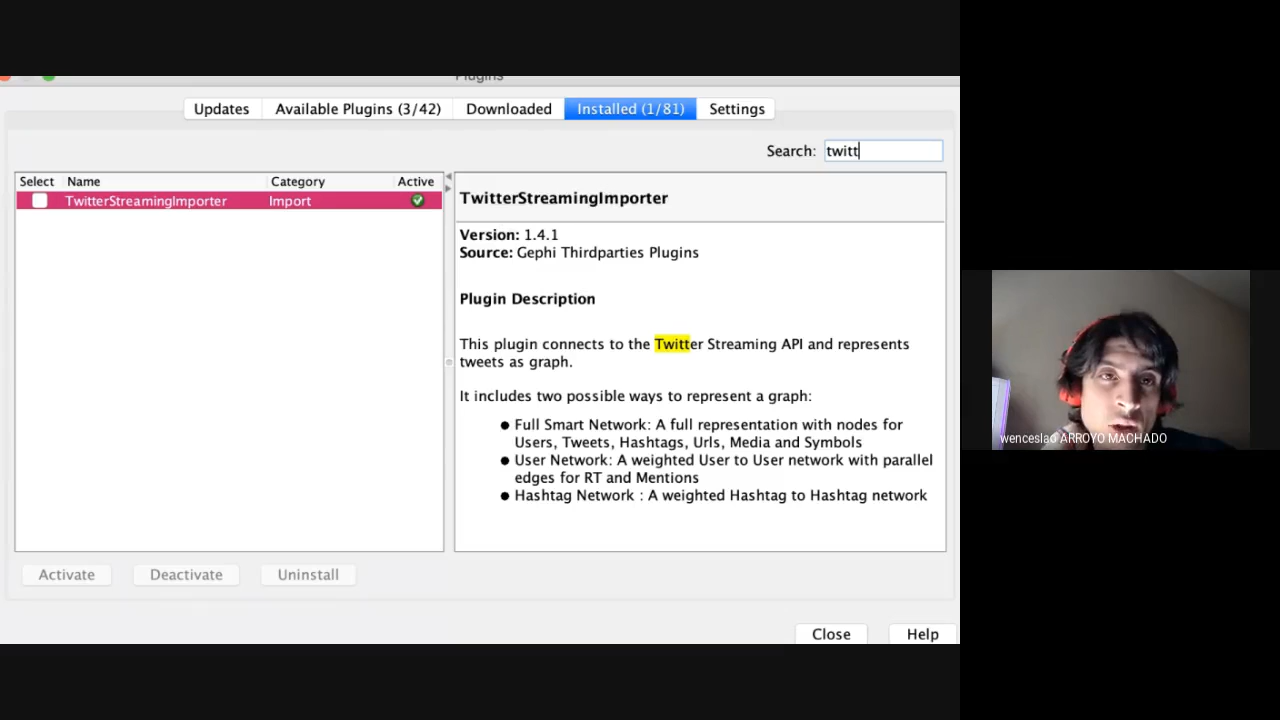 Plugins
Updates
Available Plugins (3/42)
Downloaded
Installed (1/81)
Settings
Search: twitt
Select Name Category Active
TwitterStreamingImporter Import
TwitterStreamingImporter
Version: 1.4.1
Source: Gephi Thirdparties Plugins
Plugin Description
This plugin connects to the Twitter Streaming API and represents
tweets as graph.
It includes two possible ways to represent a graph:
● Full Smart Network: A full representation with nodes for
Users, Tweets, Hashtags, Urls, Media and Symbols
● User Network: A weighted User to User network with parallel
edges for RT and Mentions
● Hashtag Network : A weighted Hashtag to Hashtag network
Activate
Deactivate
Uninstall
Close
Help
wenceslao ARROYO MACHADO